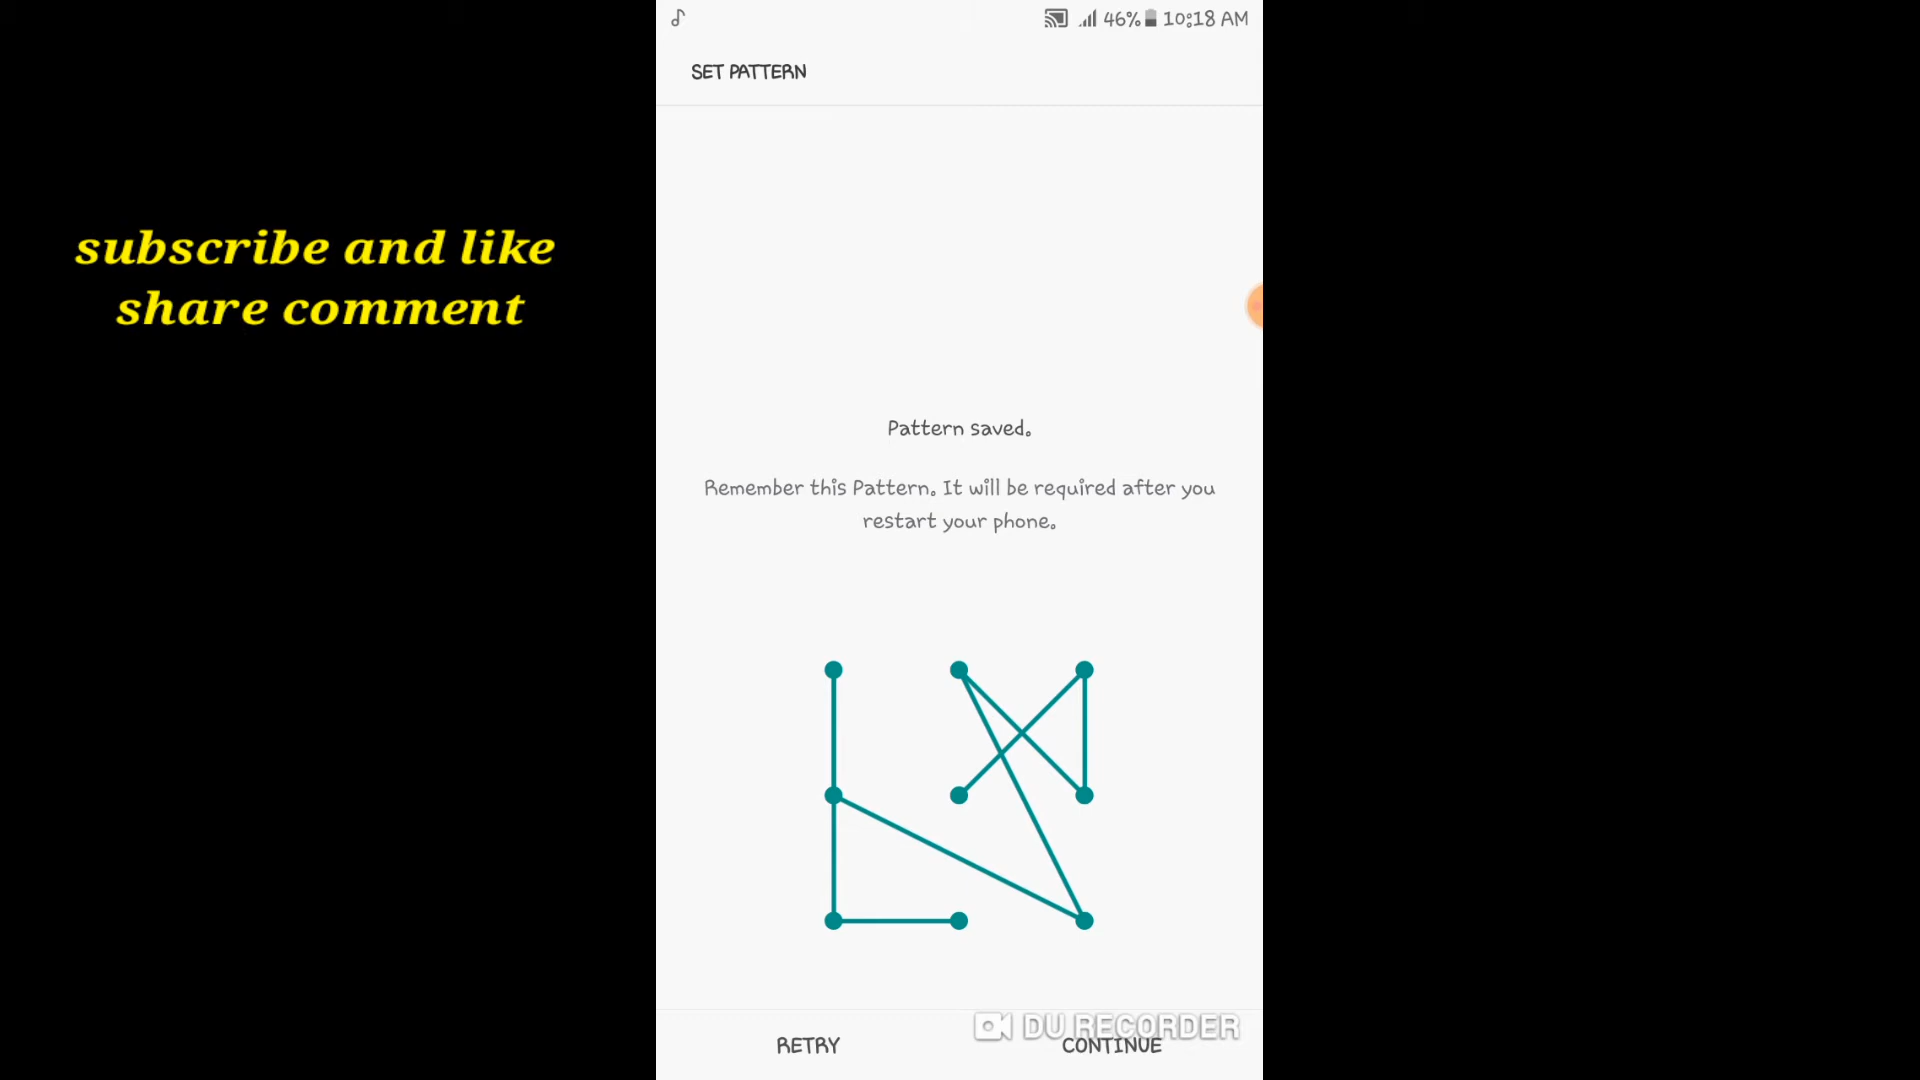 46% 10:18 AM
SET PATTERN
subscribe and like
share comment
Pattern saved.
Remember this Pattern. It will be required after you
restart your phone.
DU RECORDER
RETRY CONTINUE